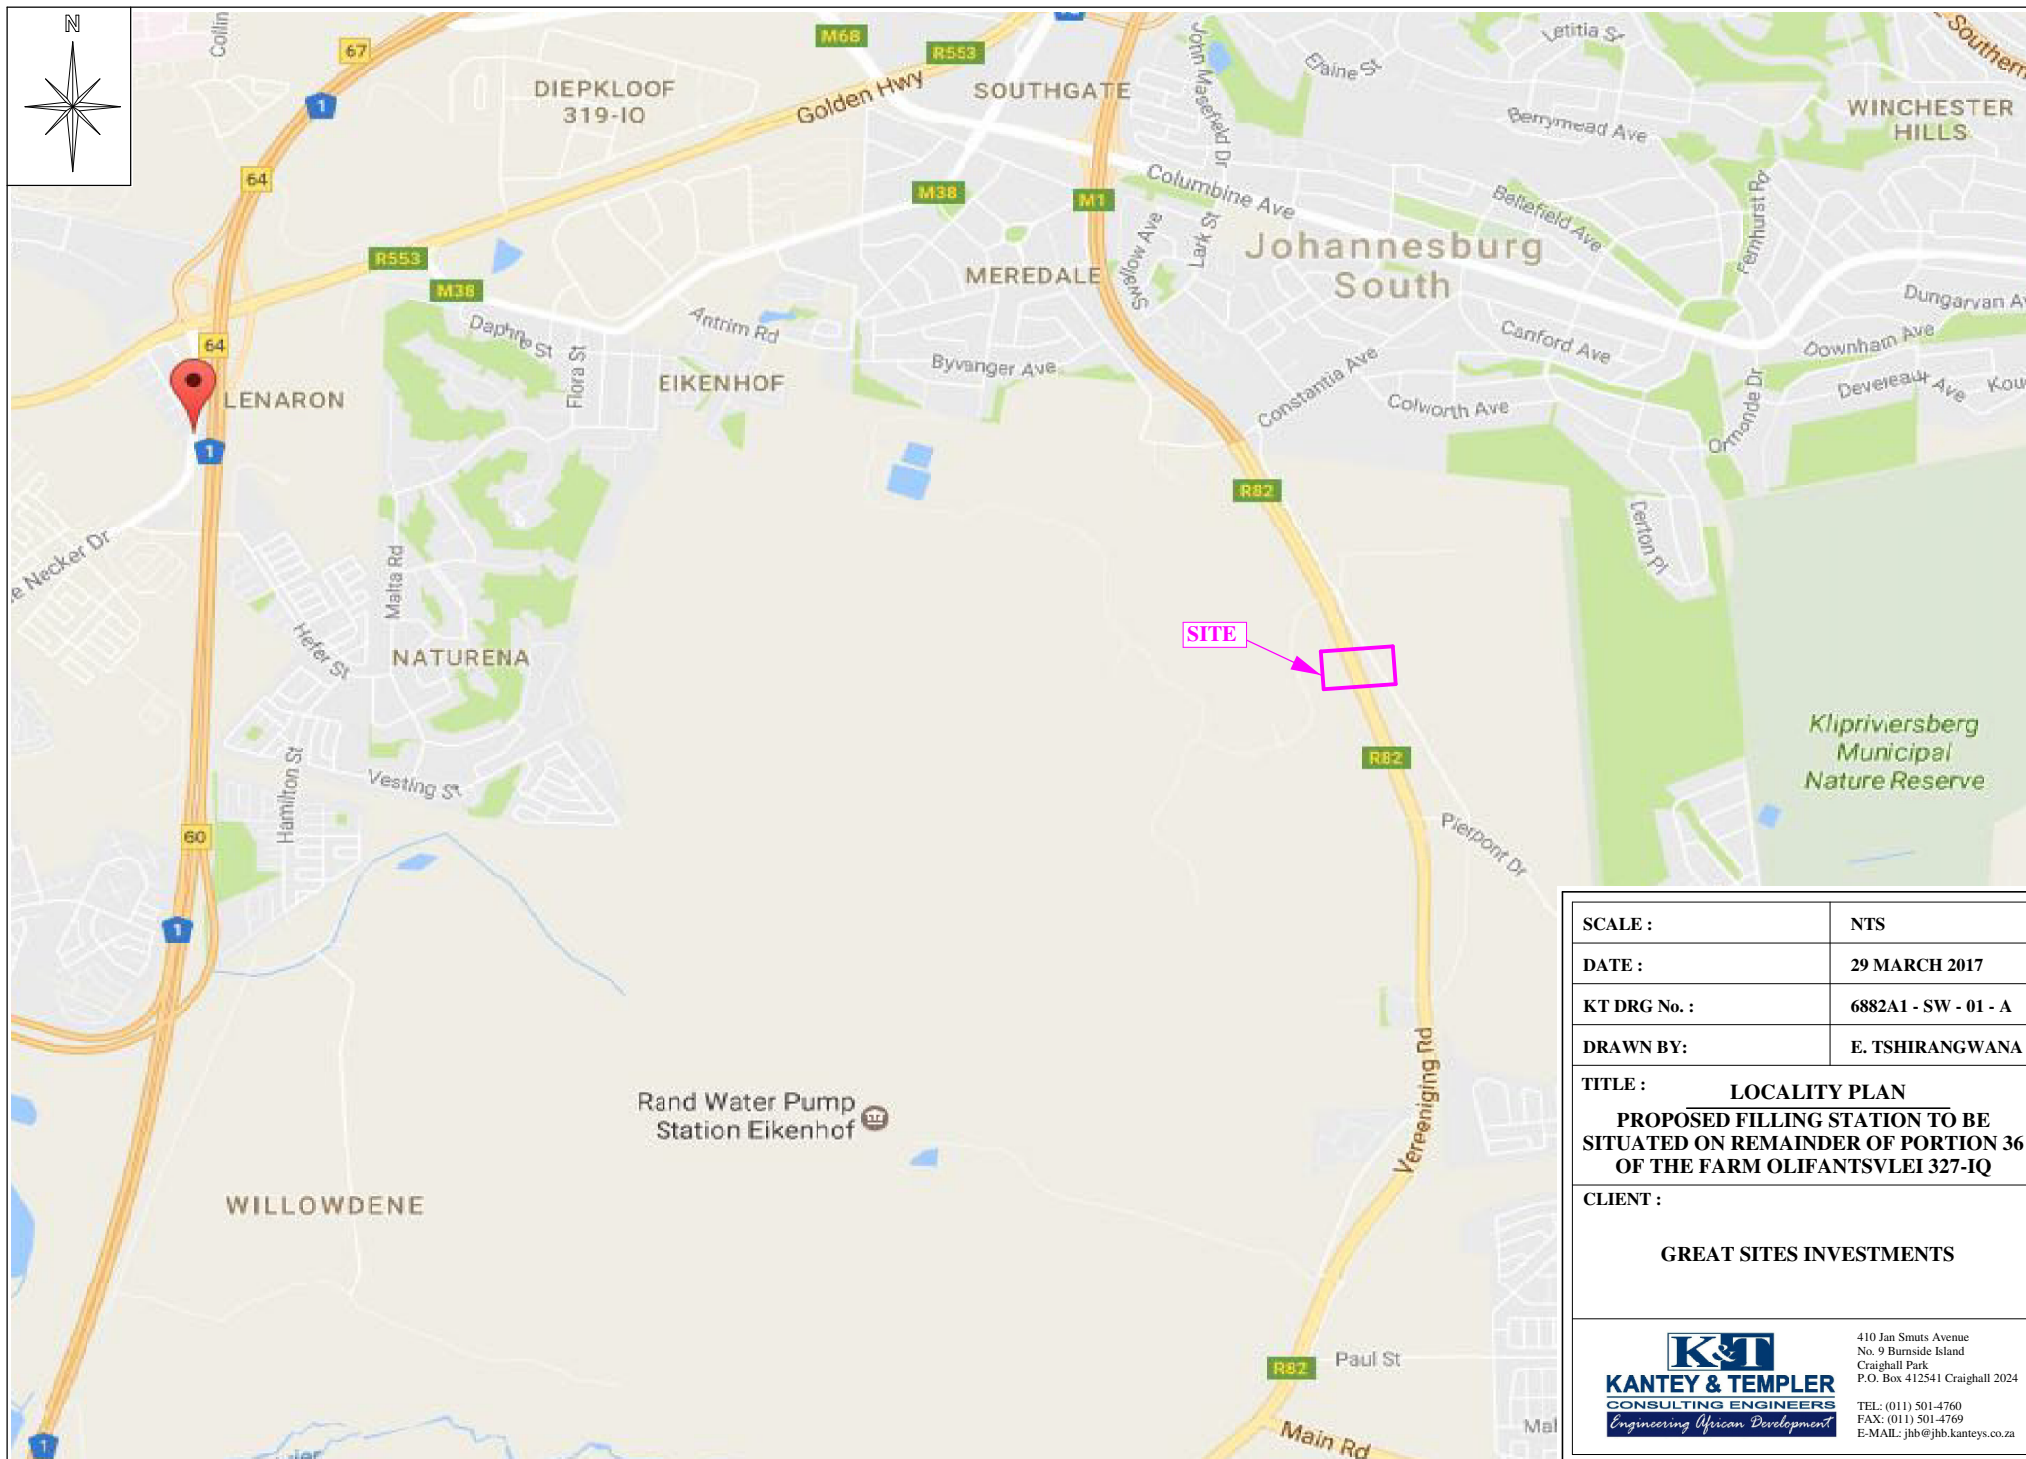 N
Collin
67
M68
R553
John Masefield Dr
Letitia St
Southern
1
DIEPKLOOF
319-IO
Golden Hwy
SOUTHGATE
Elaine St
WINCHESTER
HILLS
Berrymead Ave
64
M38
M1
Columbine Ave
Bellefield Ave
Fernhurst Rd
R553
M38
Swallow Ave
Lark St
Johannesburg
South
MEREDALE
Daphne St
Flora St
Antrim Rd
Dungarvan Av
64
Byvanger Ave
Constantia Ave
Canford Ave
Downham Ave
LENARON
EIKENHOF
Colworth Ave
Ormonde Dr
Devereaux Ave
Kou
1
R82
e Necker Dr
Malta Rd
Derton Pl
Hefer St
NATURENA
SITE
Klipriviersberg
Municipal
Nature Reserve
Hamilton St
Vesting St
R82
60
Pierpont Dr
1
Vereeniging Rd
Rand Water Pump
Station Eikenhof
WILLOWDENE
R82
Paul St
Main Rd
Mal
1
SCALE : NTS
DATE : 29 MARCH 2017
KT DRG No. : 6882A1 - SW - 01 - A
DRAWN BY: E. TSHIRANGWANA
TITLE : LOCALITY PLAN
PROPOSED FILLING STATION TO BE
SITUATED ON REMAINDER OF PORTION 36
OF THE FARM OLIFANTSVLEI 327-IQ
CLIENT :
GREAT SITES INVESTMENTS
K&T
KANTEY & TEMPLER
CONSULTING ENGINEERS
Engineering African Development
410 Jan Smuts Avenue
No. 9 Burnside Island
Craighall Park
P.O. Box 412541 Craighall 2024
TEL: (011) 501-4760
FAX: (011) 501-4769
E-MAIL: jhb@jhb.kanteys.co.za